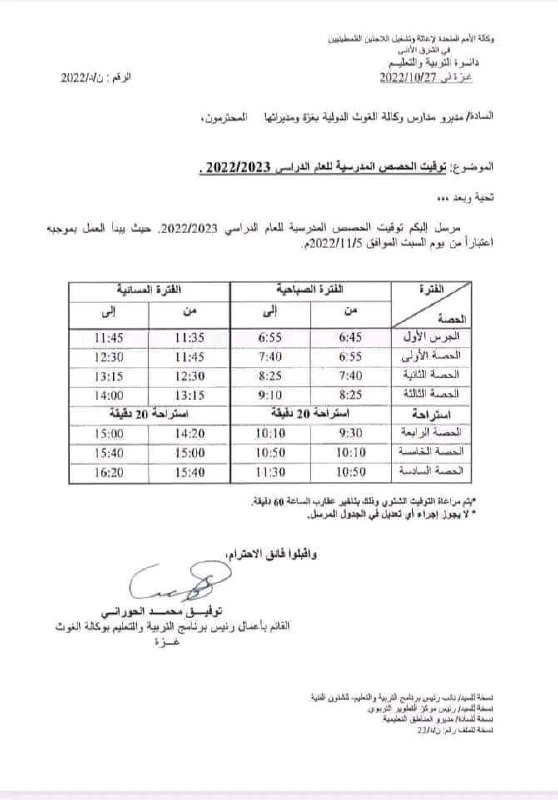 وكالة الأمم المتحدة لإغاثة وتشغيل اللاجئين الفلسطينيين
في الشرق الأدنى
دائرة التربية والتعليم
غزة في 2022/10/27
الرقم : ن/د/2022
السادة/ مديرو مدارس وكالة الغوث الدولية بغزة ومديراتها المحترمون،
الموضوع: توقيت الحصص المدرسية للعام الدراسي 2022/2023 .
تحية وبعد ،،،
مرسل إليكم توقيت الحصص المدرسية للعام الدراسي 2022/2023. حيث يبدأ العمل بموجبه
اعتباراً من يوم السبت الموافق 2022/11/5م.
الفترة الفترة الصباحية الفترة المسائية
الحصة من إلى من إلى
الجرس الأول 6:45 6:55 11:35 11:45
الحصة الأولى 6:55 7:40 11:45 12:30
الحصة الثانية 7:40 8:25 12:30 13:15
الحصة الثالثة 8:25 9:10 13:15 14:00
استراحة استراحة 20 دقيقة استراحة 20 دقيقة
الحصة الرابعة 9:30 10:10 14:20 15:00
الحصة الخامسة 10:10 10:50 15:00 15:40
الحصة السادسة 10:50 11:30 15:40 16:20
*يتم مراعاة التوقيت الشتوي وذلك بتأخير عقارب الساعة 60 دقيقة.
* لا يجوز إجراء أي تعديل في الجدول المرسل.
واقبلوا فائق الاحترام،
توفيق محمد الحوراني
القائم بأعمال رئيس برنامج التربية والتعليم بوكالة الغوث
غزة
نسخة للسيد/ نائب رئيس برنامج التربية والتعليم، للشئون الفنية
نسخة للسيد/ رئيس مركز التطوير التربوي.
نسخة للسادة/ مديرو المناطق التعليمية.
نسخة للملف رقم: ن/د/22